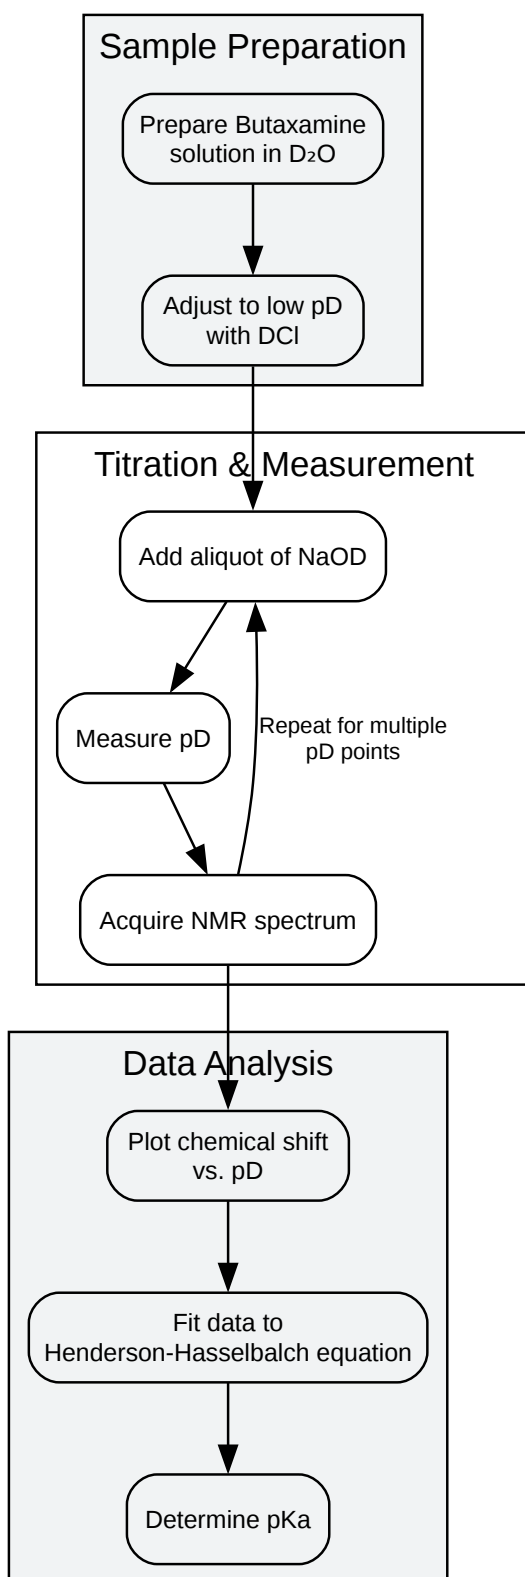 Sample Preparation
Prepare Butaxamine
solution in D₂O
Adjust to low pD
with DCl
Titration & Measurement
Add aliquot of NaOD
Measure pD
Repeat for multiple
pD points
Acquire NMR spectrum
Data Analysis
Plot chemical shift
vs. pD
Fit data to
Henderson-Hasselbalch equation
Determine pKa